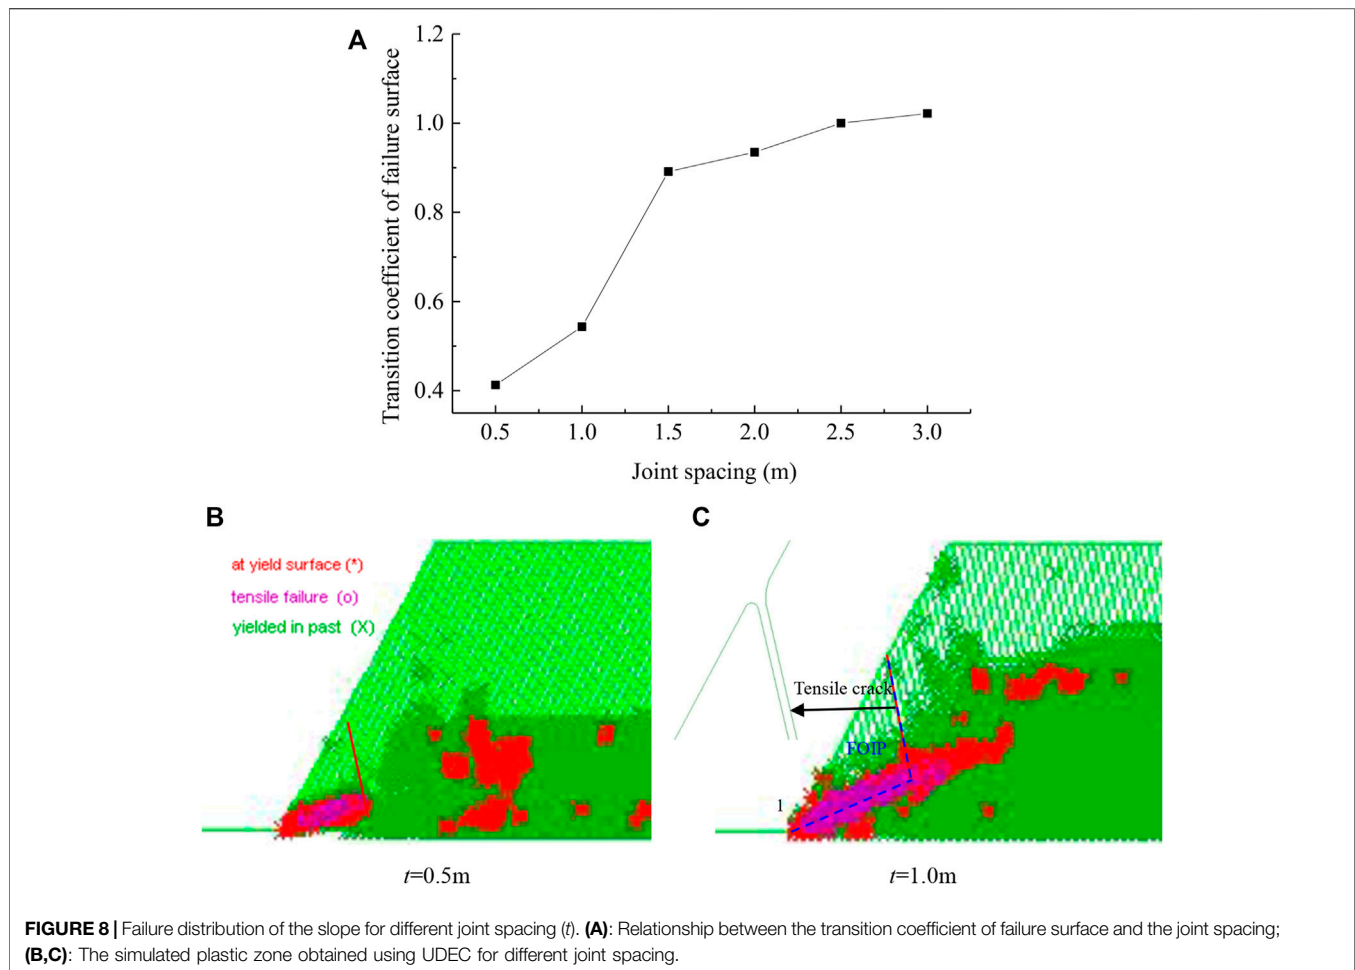 A
Transition coefficient of failure surface
1.2
1.0
0.8
0.6
0.4
0.5 1.0 1.5 2.0 2.5 3.0
Joint spacing (m)
B
at yield surface (*)
tensile failure (o)
yielded in past (X)
t=0.5m
C
Tensile crack
FOIP
1
t=1.0m
FIGURE 8 | Failure distribution of the slope for different joint spacing (t). (A): Relationship between the transition coefficient of failure surface and the joint spacing;
(B,C): The simulated plastic zone obtained using UDEC for different joint spacing.